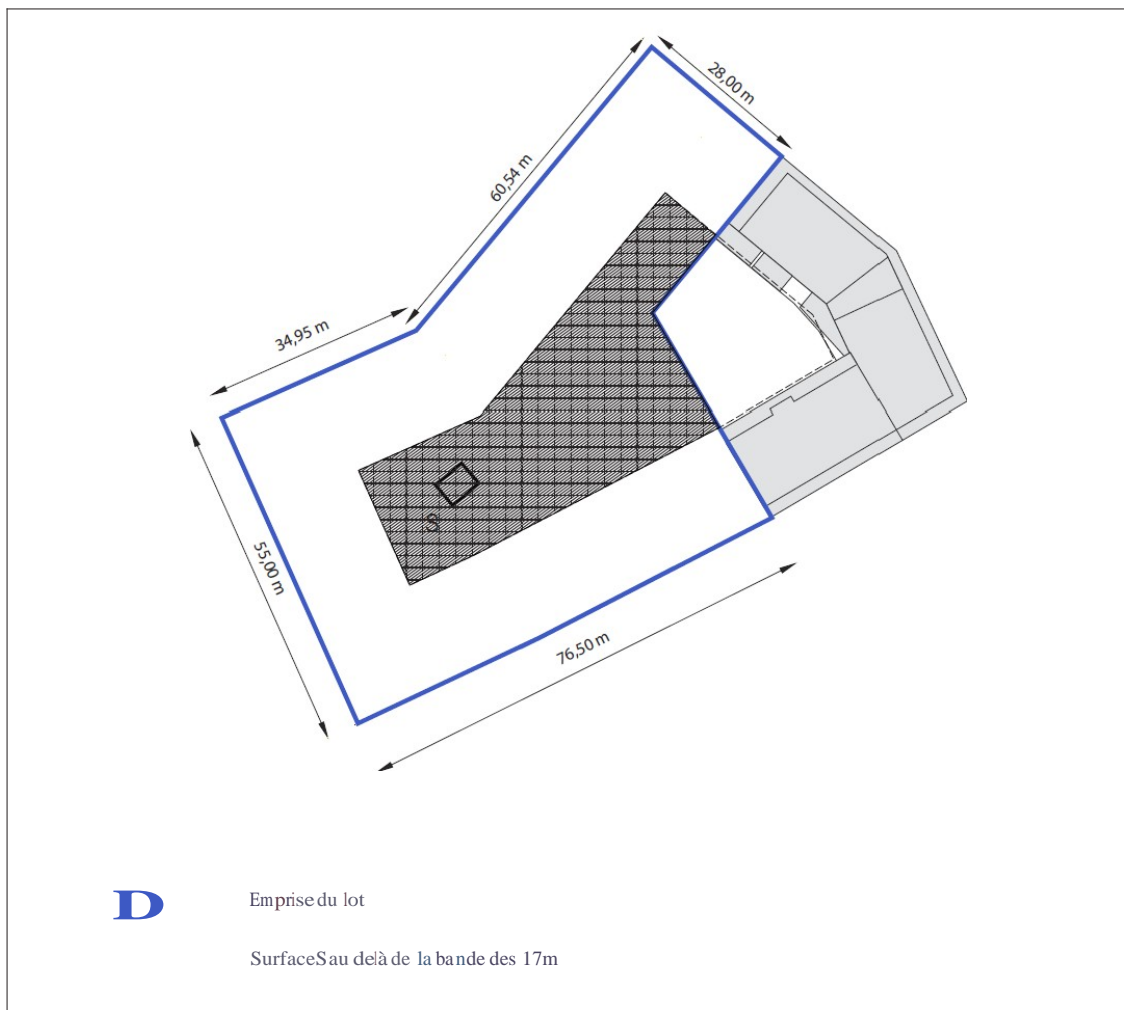 28,00 m
60,54 m
34,95 m
S
55,00 m
76,50 m
D Emprise du lot
Surface S au delà de la bande des 17m